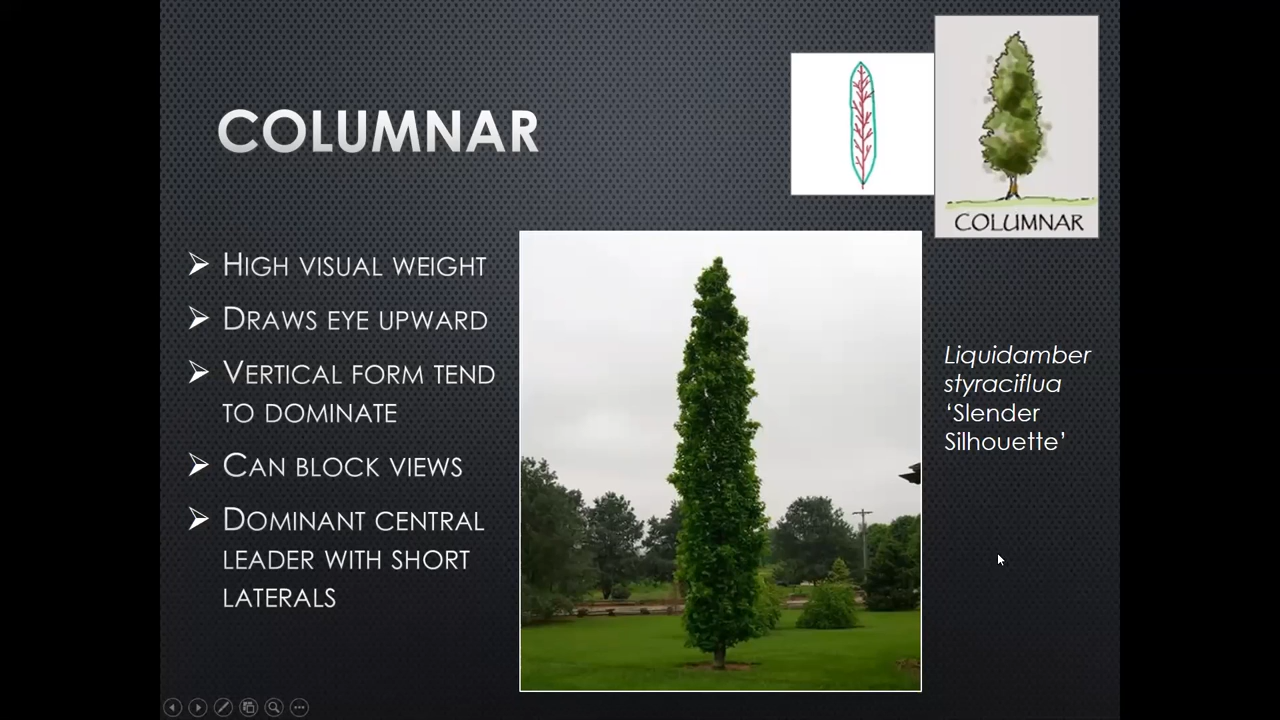 COLUMNAR
COLUMNAR
➢ HIGH VISUAL WEIGHT
➢ DRAWS EYE UPWARD
➢ VERTICAL FORM TEND
TO DOMINATE
➢ CAN BLOCK VIEWS
➢ DOMINANT CENTRAL
LEADER WITH SHORT
LATERALS
Liquidamber
styraciflua
‘Slender
Silhouette’